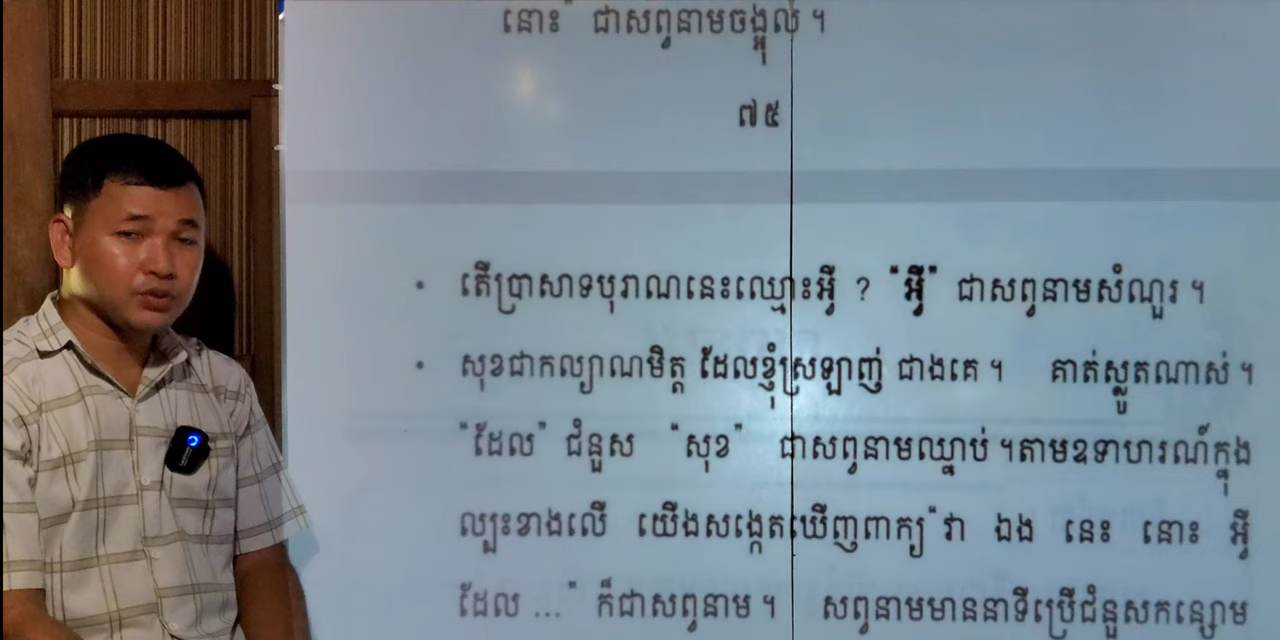 នោះ" ជាសព្វនាមចង្អុល ។
៧៥
• តើប្រាសាទបុរាណនេះឈ្មោះអ្វី ? "អ្វី" ជាសព្វនាមសំណួរ ។
• សុខជាកល្យាណមិត្ត ដែលខ្ញុំស្រឡាញ់ ជាងគេ ។ គាត់ស្លូតណាស់ ។
"ដែល" ជំនួស "សុខ" ជាសព្វនាមឈ្នាប់ ។តាមឧទាហរណ៍ក្នុង
ល្បះខាងលើ យើងសង្កេតឃើញពាក្យ"វា ឯង នេះ នោះ អ្វី
ដែល ..." ក៏ជាសព្វនាម ។ សព្វនាមមាននាទីប្រើជំនួសកន្សោម